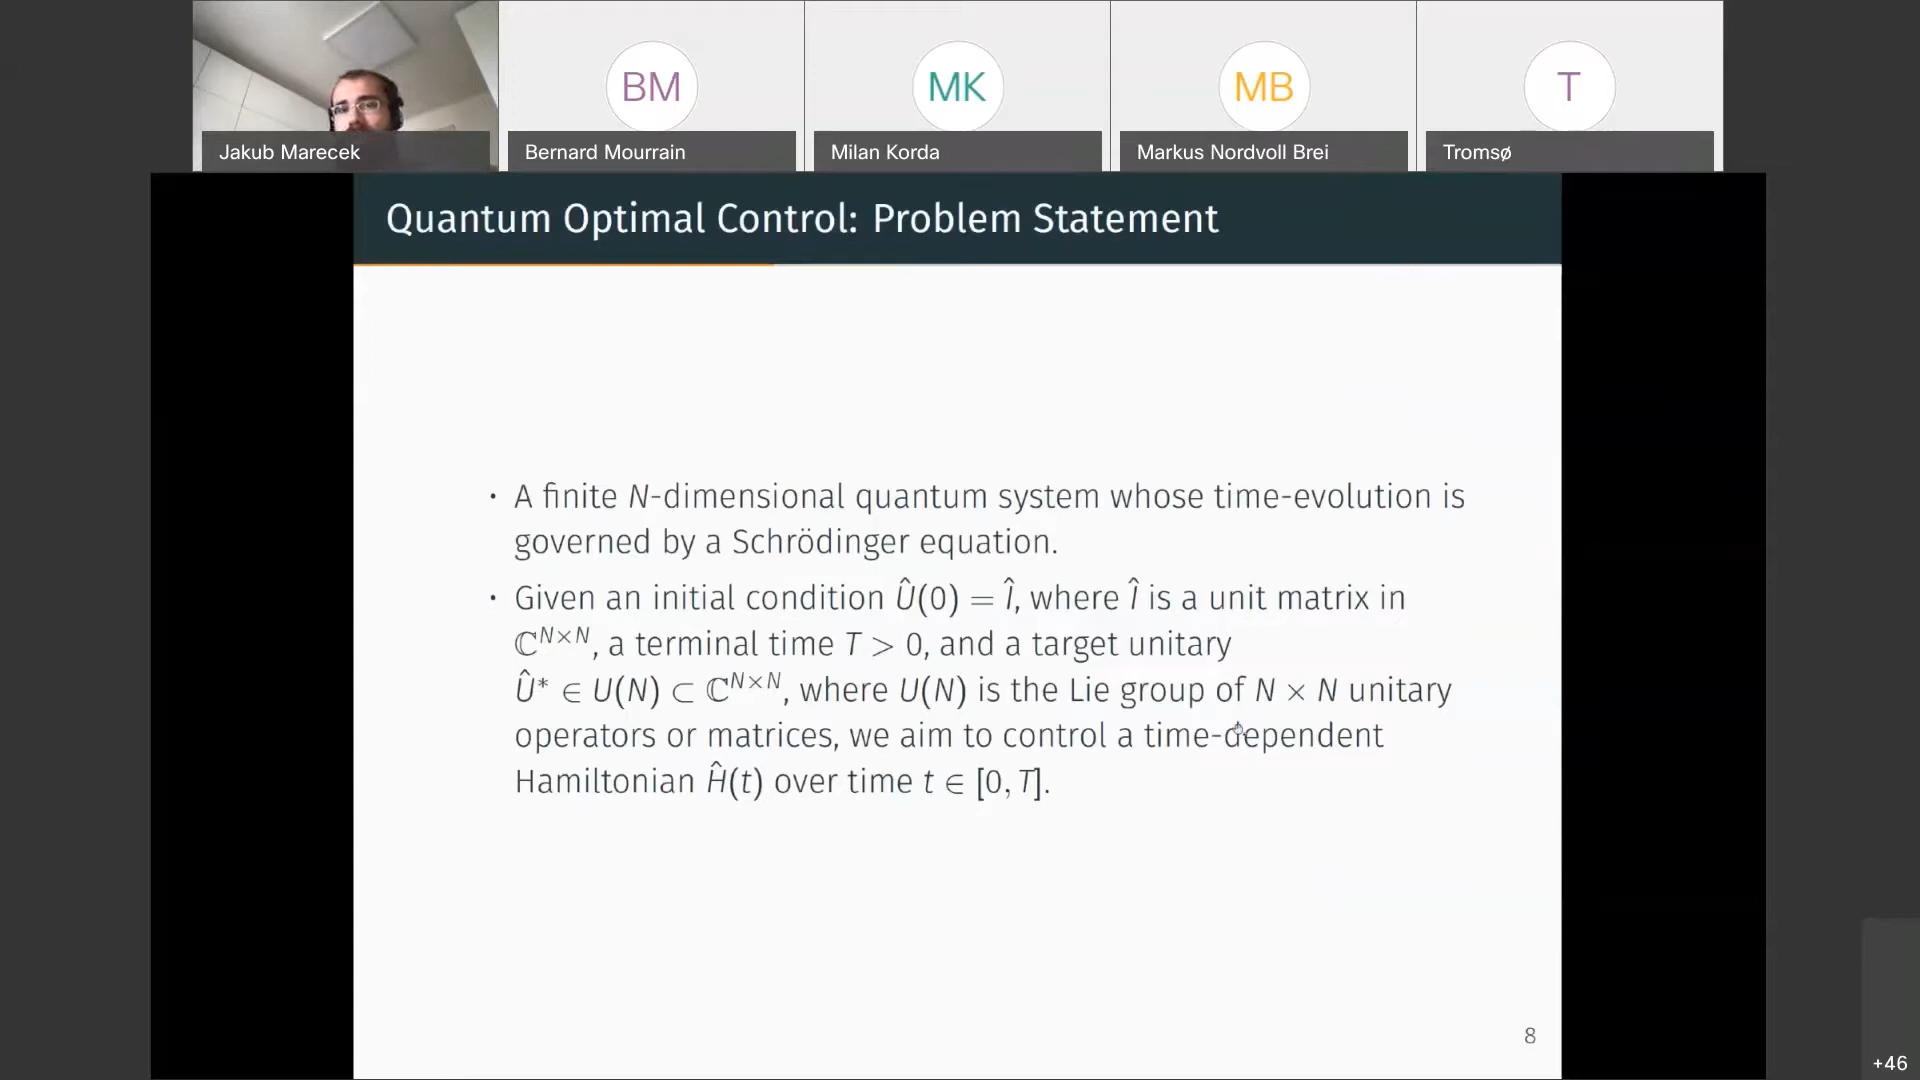 BM
MK
MB
T
Jakub Marecek
Bernard Mourrain
Milan Korda
Markus Nordvoll Brei
Tromsø
Quantum Optimal Control: Problem Statement
· A finite N-dimensional quantum system whose time-evolution is
governed by a Schrödinger equation.
· Given an initial condition Û(0) = Î, where Î is a unit matrix in
ℂ^{N×N}, a terminal time T > 0, and a target unitary
Û* ∈ U(N) ⊂ ℂ^{N×N}, where U(N) is the Lie group of N × N unitary
operators or matrices, we aim to control a time-dependent
Hamiltonian Ĥ(t) over time t ∈ [0, T].
8
+46